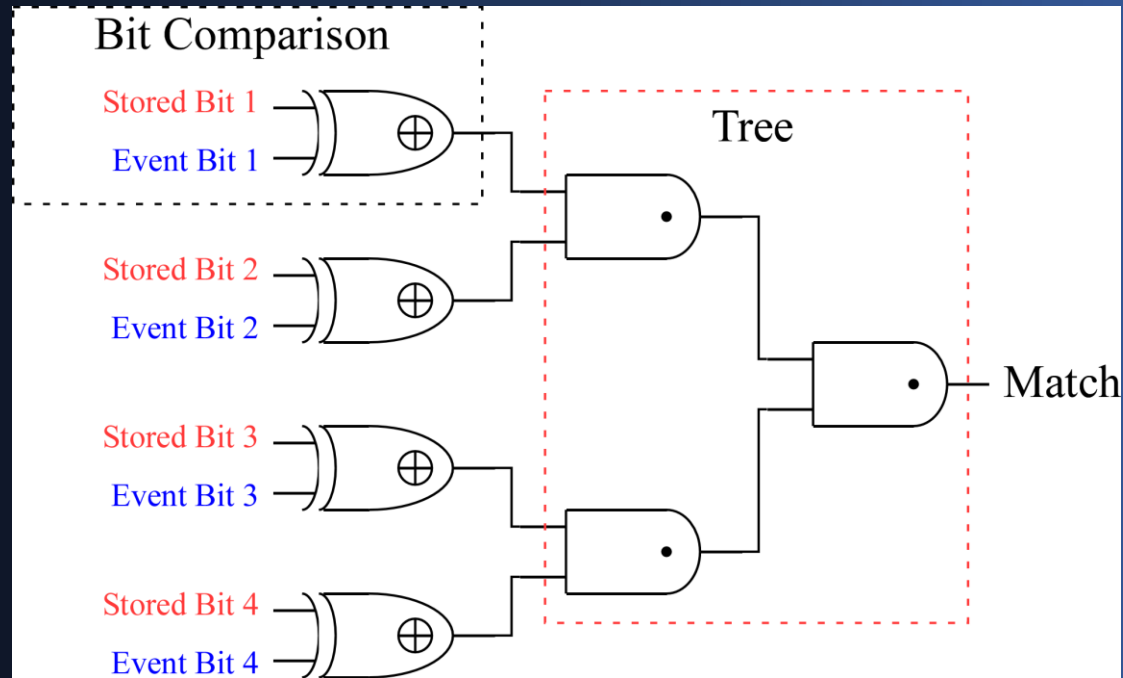 Bit Comparison
Stored Bit 1
Event Bit 1
Tree
Stored Bit 2
Event Bit 2
Match
Stored Bit 3
Event Bit 3
Stored Bit 4
Event Bit 4